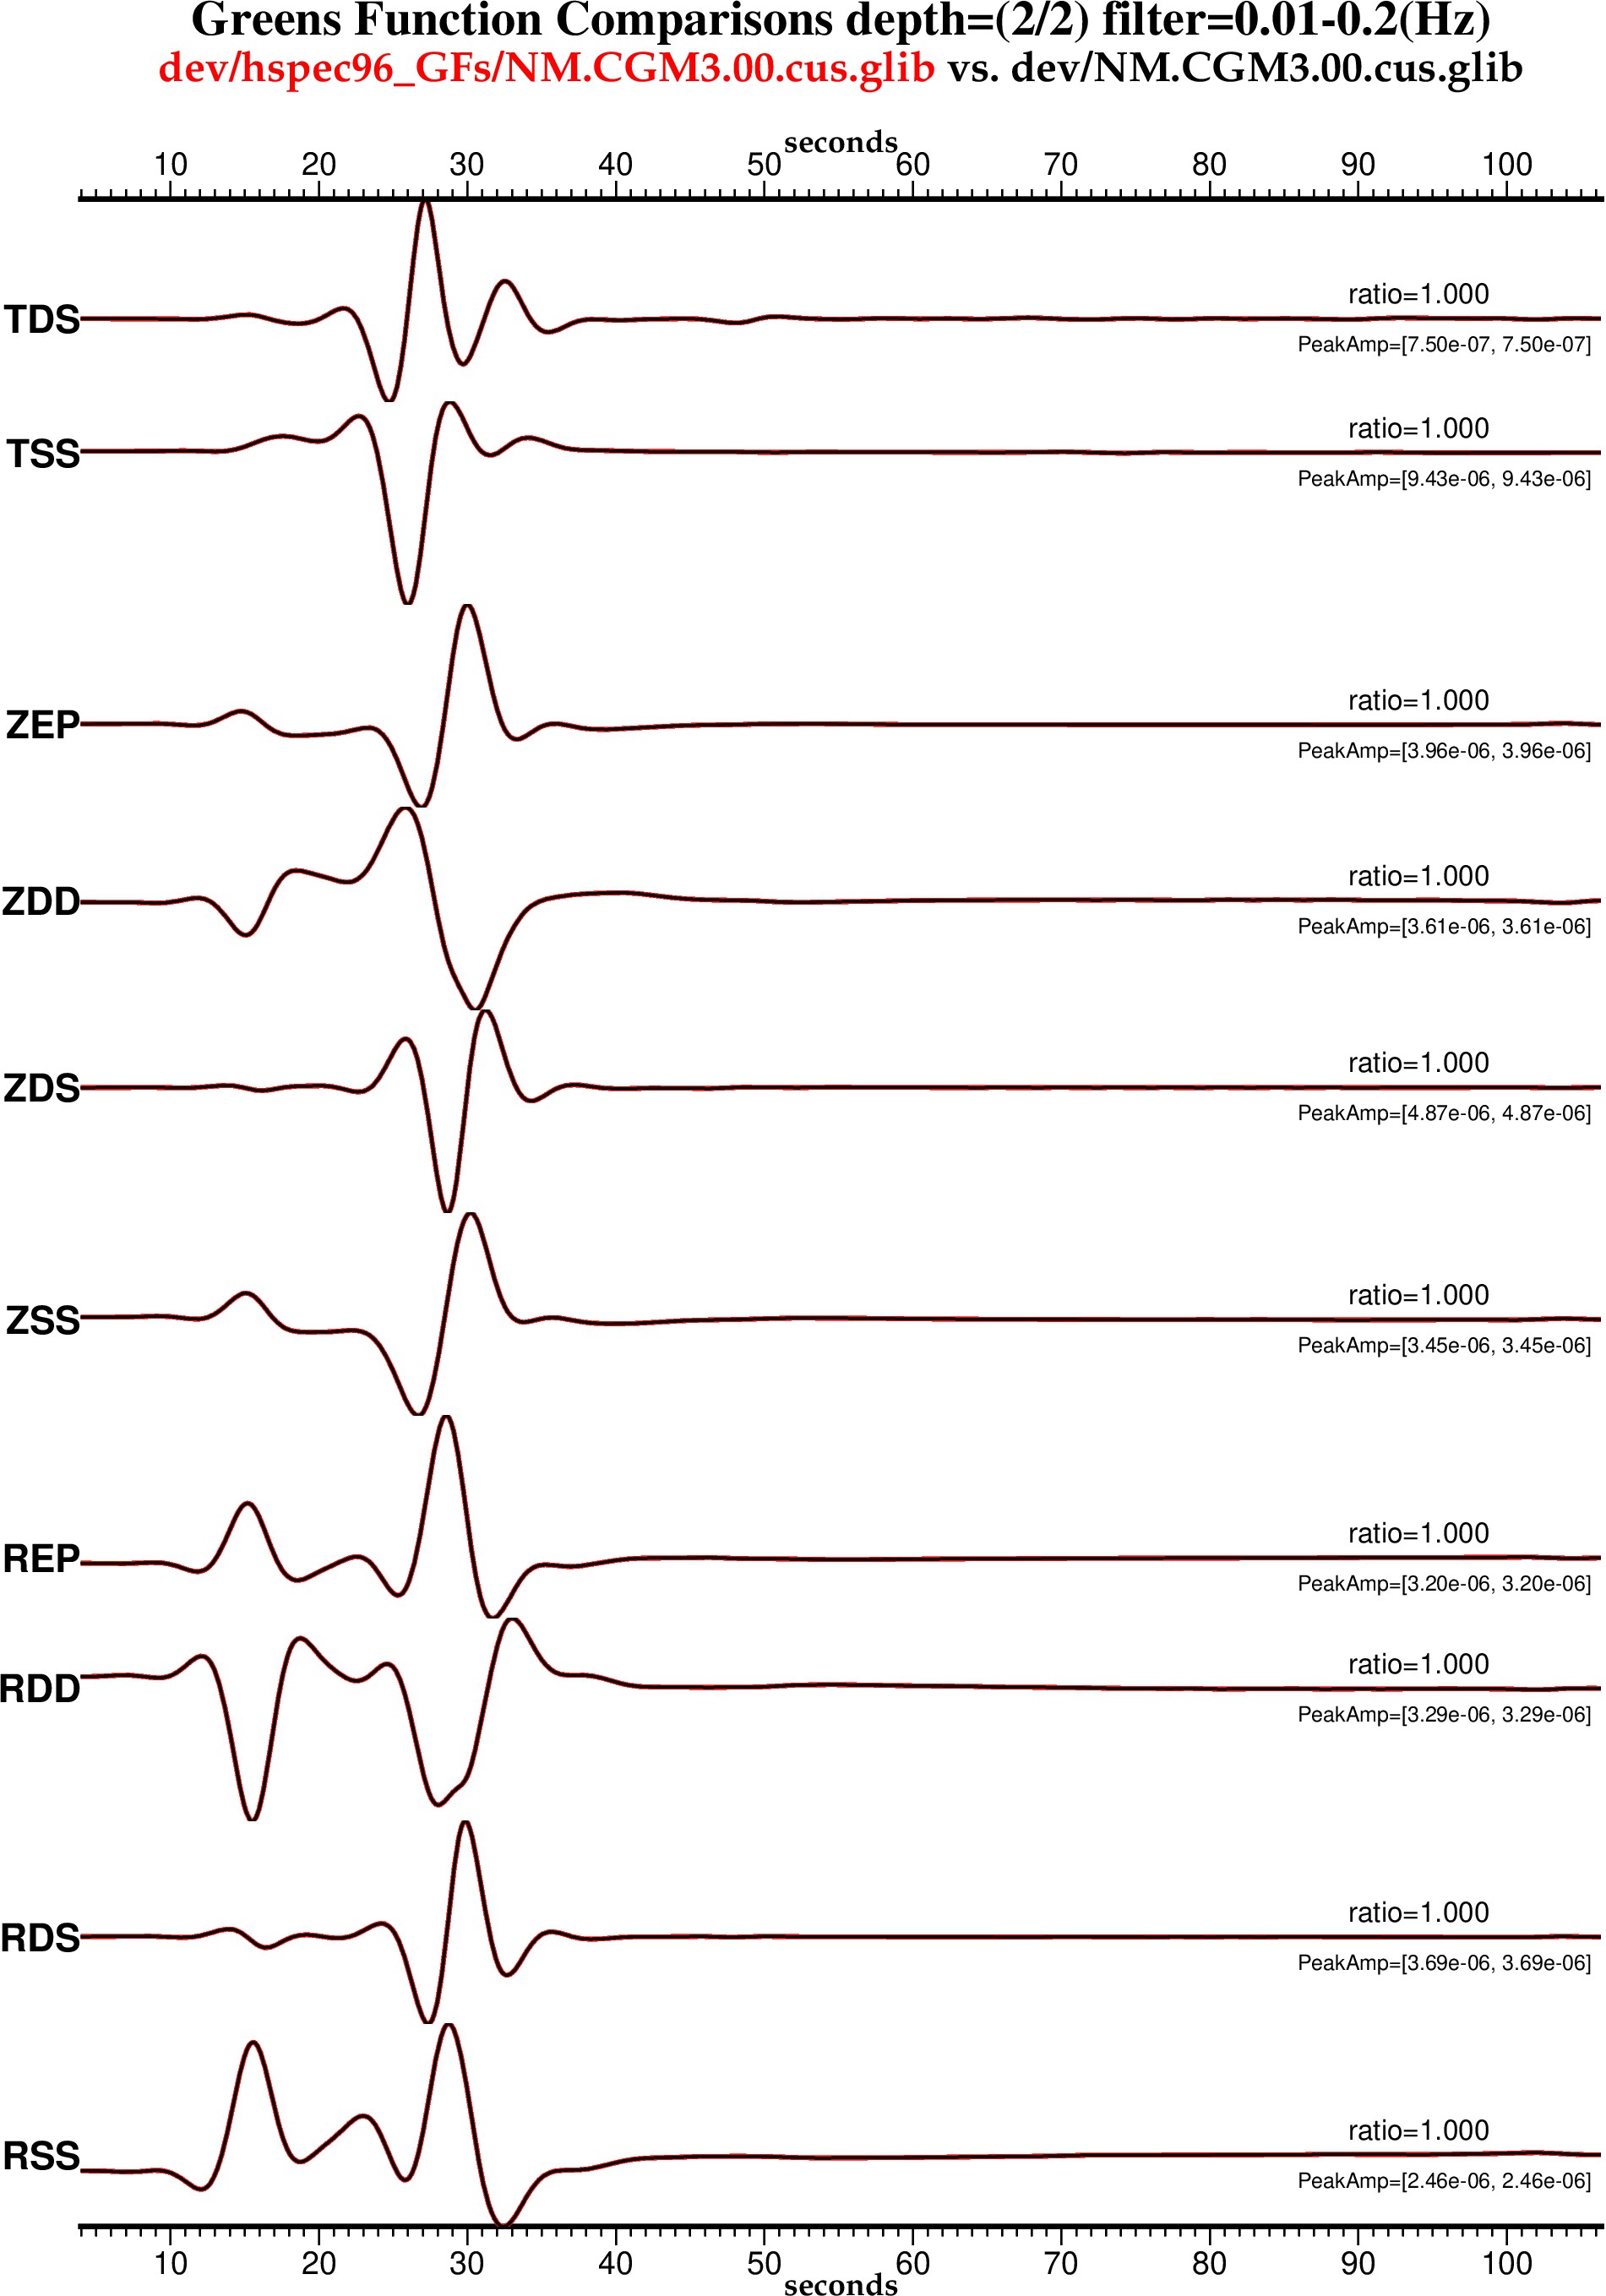 Greens Function Comparisons depth=(2/2) filter=0.01-0.2(Hz)
dev/hspec96_GFs/NM.CGM3.00.cus.glib vs. dev/NM.CGM3.00.cus.glib
seconds
10 20 30 40 50 60 70 80 90 100
ratio=1.000
TDS
PeakAmp=[7.50e-07, 7.50e-07]
ratio=1.000
TSS
PeakAmp=[9.43e-06, 9.43e-06]
ratio=1.000
ZEP
PeakAmp=[3.96e-06, 3.96e-06]
ratio=1.000
ZDD
PeakAmp=[3.61e-06, 3.61e-06]
ratio=1.000
ZDS
PeakAmp=[4.87e-06, 4.87e-06]
ratio=1.000
ZSS
PeakAmp=[3.45e-06, 3.45e-06]
ratio=1.000
REP
PeakAmp=[3.20e-06, 3.20e-06]
ratio=1.000
RDD
PeakAmp=[3.29e-06, 3.29e-06]
ratio=1.000
RDS
PeakAmp=[3.69e-06, 3.69e-06]
ratio=1.000
RSS
PeakAmp=[2.46e-06, 2.46e-06]
10 20 30 40 50 60 70 80 90 100
seconds